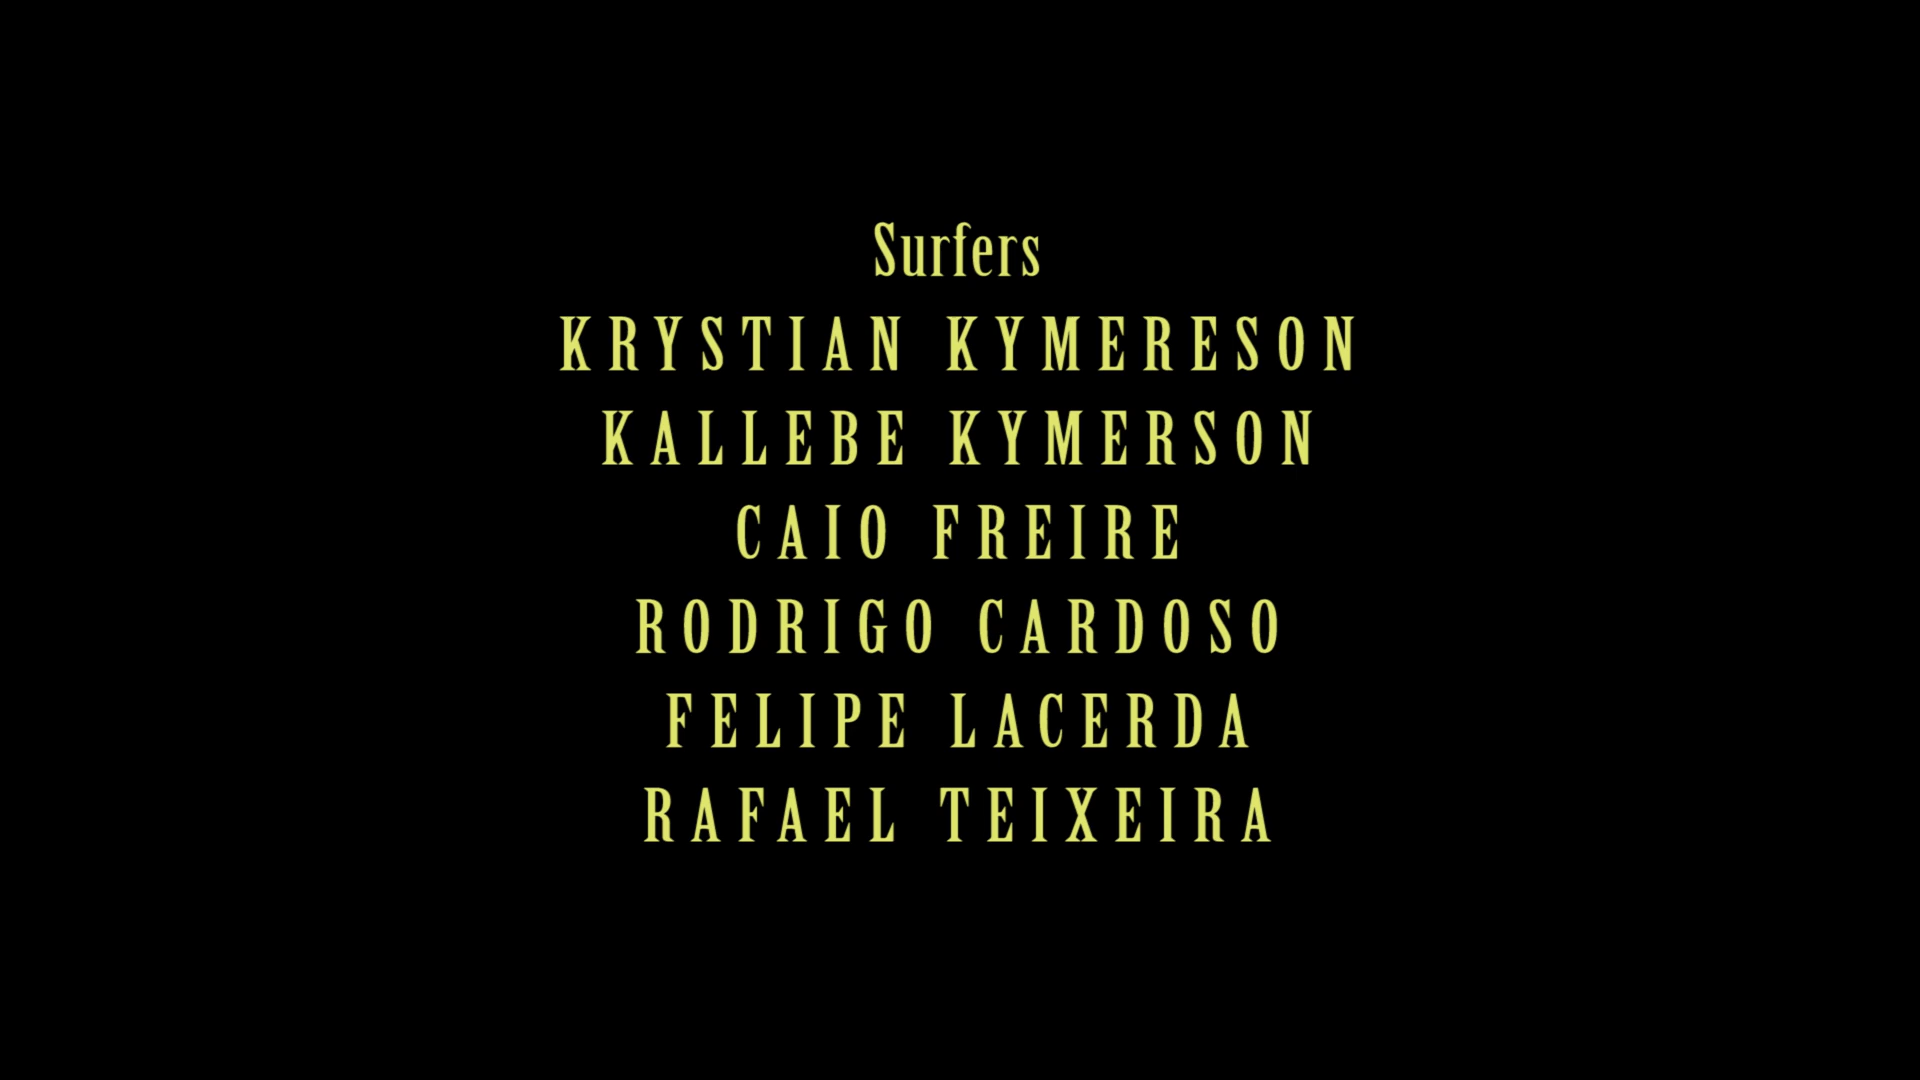 Surfers
KRYSTIAN KYMERESON
KALLEBE KYMERSON
CAIO FREIRE
RODRIGO CARDOSO
FELIPE LACERDA
RAFAEL TEIXEIRA